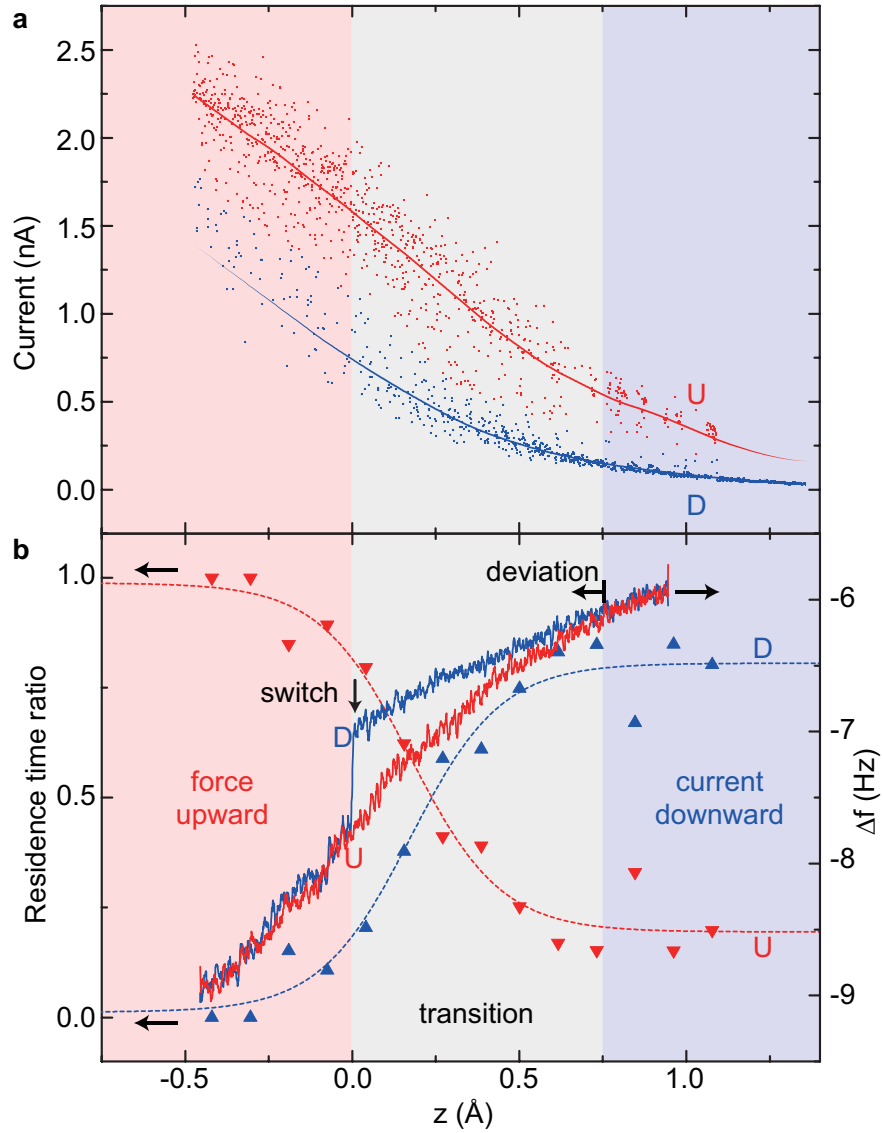 a
2.5
2.0
1.5
1.0
0.5
0.0
Current (nA)
U
D
b
1.0
0.5
0.0
Residence time ratio
deviation
switch
D
U
D
U
force
upward
current
downward
transition
-6
-7
-8
-9
Δf (Hz)
-0.5
0.0
0.5
1.0
z (Å)